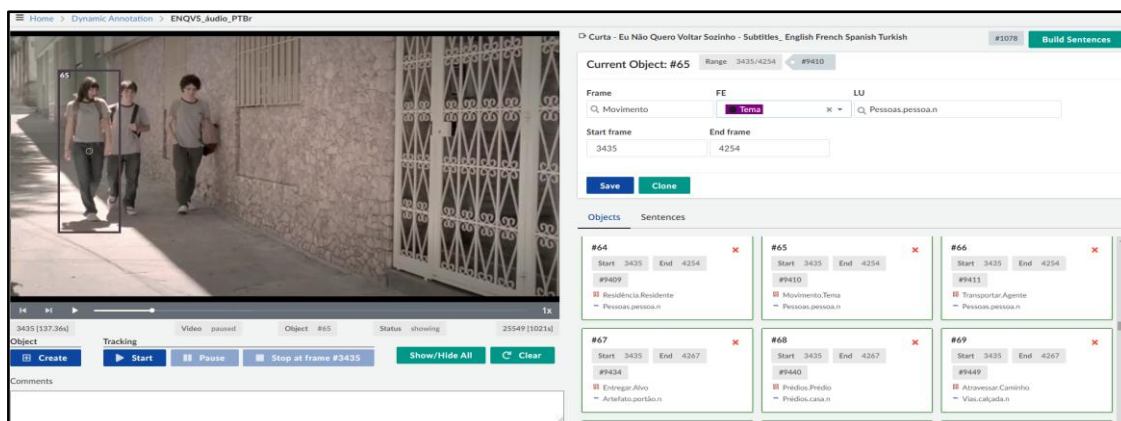 Home > Dynamic Annotation > ENQVS_áudio_PTBr
65
1x
3435 [137.36s] Video paused Object #65 Status showing 25549 [1021s]
Object Tracking
Create Start Pause Stop at frame #3435 Show/Hide All Clear
Comments
Curta - Eu Não Quero Voltar Sozinho - Subtitles_ English French Spanish Turkish #1078 Build Sentences
Current Object: #65 Range 3435/4254 #9410
Frame FE LU
Movimento Tema Pessoas.pessoa.n
Start frame End frame
3435 4254
Save Clone
Objects Sentences
#64 #65 #66
Start 3435 End 4254 Start 3435 End 4254 Start 3435 End 4254
#9409 #9410 #9411
Residência.Residente Movimento.Tema Transportar.Agente
Pessoas.pessoa.n Pessoas.pessoa.n Pessoas.pessoa.n
#67 #68 #69
Start 3435 End 4267 Start 3435 End 4267 Start 3435 End 4267
#9434 #9440 #9449
Entregar.Alvo Prédios.Prédio Atravessar.Caminho
Artefato.portão.n Prédios.casa.n Vias.calçada.n